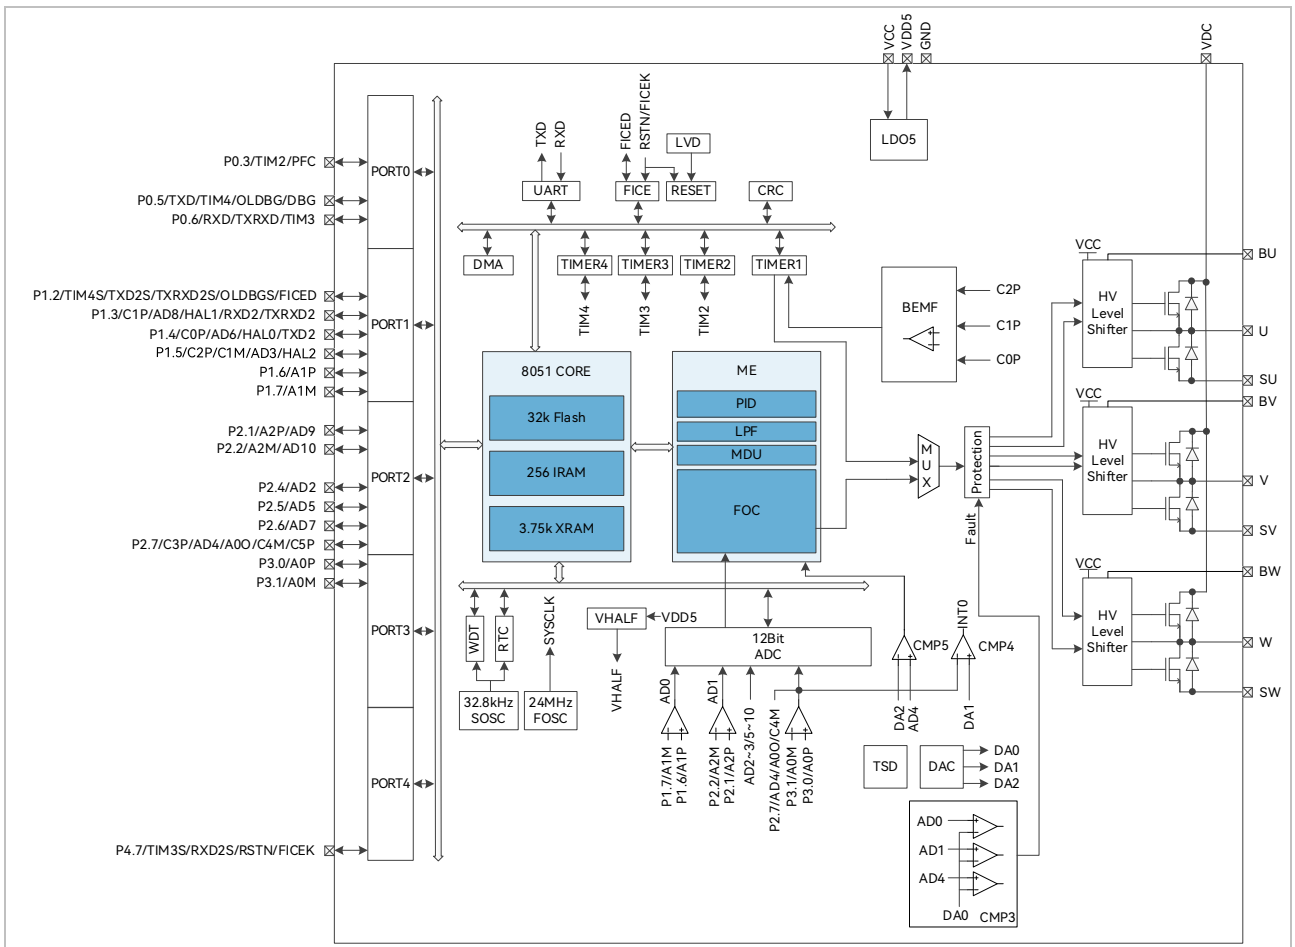 VCC
VDD5
GND
VDC
LDO5
PORT0
PORT1
PORT2
PORT3
PORT4
P0.3/TIM2/PFC
P0.5/TXD/TIM4/OLDBG/DBG
P0.6/RXD/TXRXD/TIM3
P1.2/TIM4S/TXD2S/TXRXD2S/OLDBGS/FICED
P1.3/C1P/AD8/HAL1/RXD2/TXRXD2
P1.4/C0P/AD6/HAL0/TXD2
P1.5/C2P/C1M/AD3/HAL2
P1.6/A1P
P1.7/A1M
P2.1/A2P/AD9
P2.2/A2M/AD10
P2.4/AD2
P2.5/AD5
P2.6/AD7
P2.7/C3P/AD4/A0O/C4M/C5P
P3.0/A0P
P3.1/A0M
P4.7/TIM3S/RXD2S/RSTN/FICEK
TXD
RXD
FICED
RSTN/FICEK
LVD
UART
FICE
RESET
CRC
DMA
TIMER4
TIMER3
TIMER2
TIMER1
TIM4
TIM3
TIM2
BEMF
C2P
C1P
C0P
8051 CORE
32k Flash
256 IRAM
3.75k XRAM
ME
PID
LPF
MDU
FOC
MUX
Protection
Fault
VCC
HV
Level
Shifter
BU
U
SU
VCC
HV
Level
Shifter
BV
V
SV
VCC
HV
Level
Shifter
BW
W
SW
WDT
RTC
SYSCLK
32.8kHz
SOSC
24MHz
FOSC
VHALF
VDD5
VHALF
12Bit
ADC
AD0
AD1
P1.7/A1M
P1.6/A1P
P2.2/A2M
P2.1/A2P
AD2~3/5~10
P2.7/AD4/A0O/C4M
P3.1/A0M
P3.0/A0P
CMP5
DA2
AD4
INT0
CMP4
DA1
TSD
DAC
DA0
DA1
DA2
AD0
AD1
AD4
DA0
CMP3